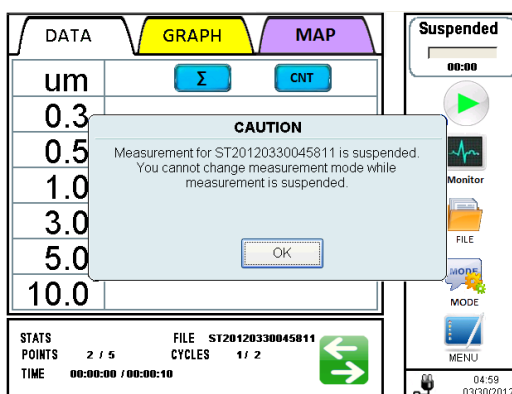 DATA
GRAPH
MAP
Suspended
00:00
um
Σ
CNT
0.3
0.5
1.0
3.0
5.0
10.0
CAUTION
Measurement for ST20120330045811 is suspended.
You cannot change measurement mode while
measurement is suspended.
OK
Monitor
FILE
MODE
MODE
MENU
STATS
FILE ST20120330045811
POINTS 2 / 5
CYCLES 1 / 2
TIME 00:00:00 / 00:00:10
04:59
03/30/2012